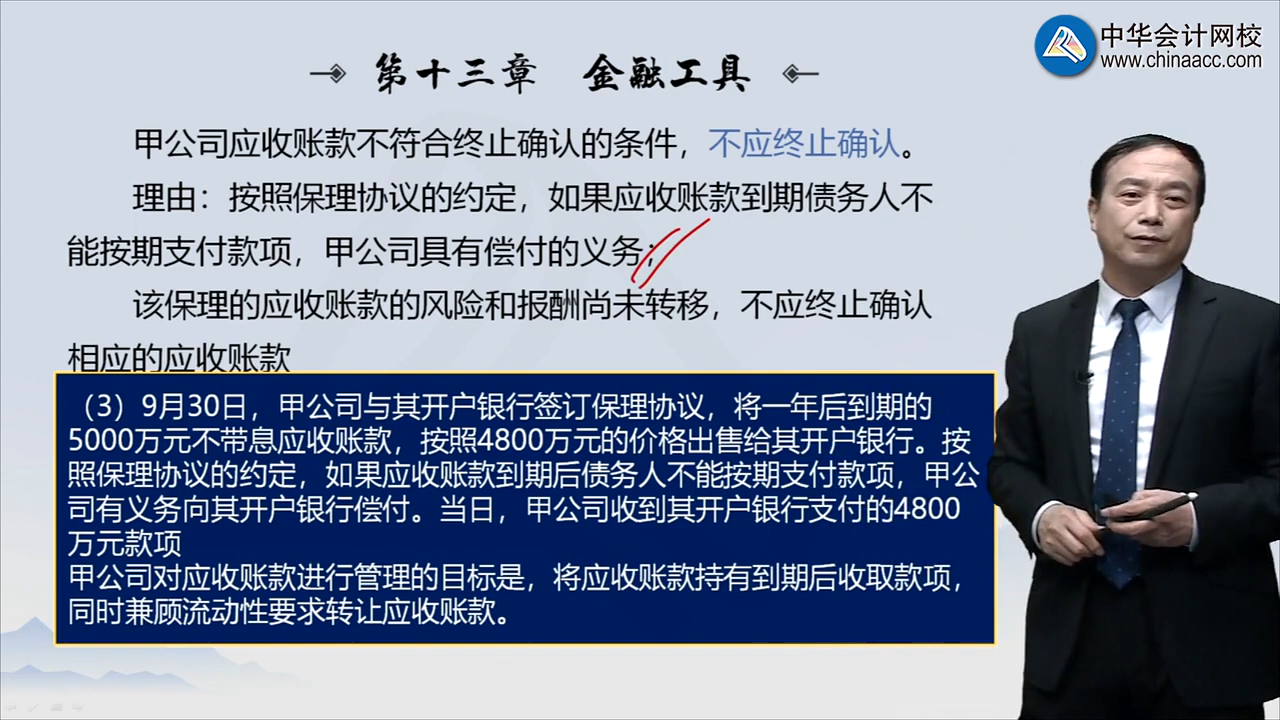 中华会计网校
www.chinaacc.com
第十三章 金融工具
甲公司应收账款不符合终止确认的条件，不应终止确认。
理由：按照保理协议的约定，如果应收账款到期债务人不
能按期支付款项，甲公司具有偿付的义务；
该保理的应收账款的风险和报酬尚未转移，不应终止确认
相应的应收账款
（3）9月30日，甲公司与其开户银行签订保理协议，将一年后到期的
5000万元不带息应收账款，按照4800万元的价格出售给其开户银行。按
照保理协议的约定，如果应收账款到期后债务人不能按期支付款项，甲公
司有义务向其开户银行偿付。当日，甲公司收到其开户银行支付的4800
万元款项
甲公司对应收账款进行管理的目标是，将应收账款持有到期后收取款项，
同时兼顾流动性要求转让应收账款。